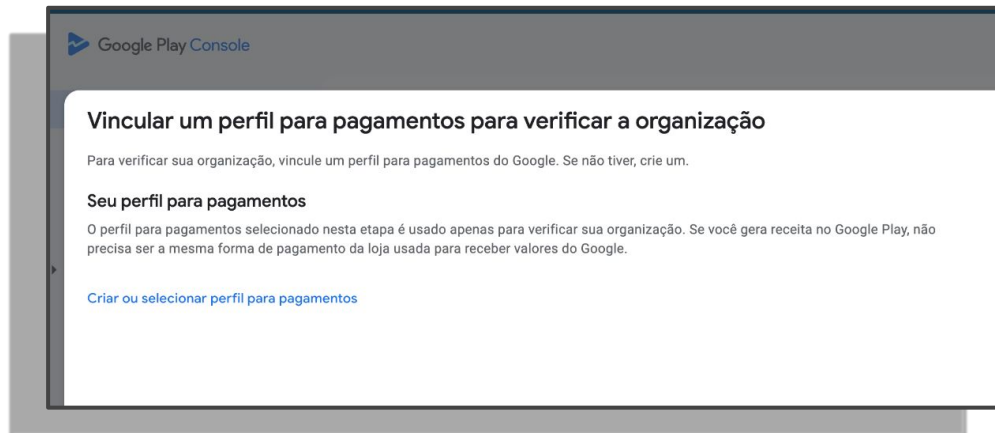 Google Play Console
Vincular um perfil para pagamentos para verificar a organização
Para verificar sua organização, vincule um perfil para pagamentos do Google. Se não tiver, crie um.
Seu perfil para pagamentos
O perfil para pagamentos selecionado nesta etapa é usado apenas para verificar sua organização. Se você gera receita no Google Play, não
precisa ser a mesma forma de pagamento da loja usada para receber valores do Google.
Criar ou selecionar perfil para pagamentos